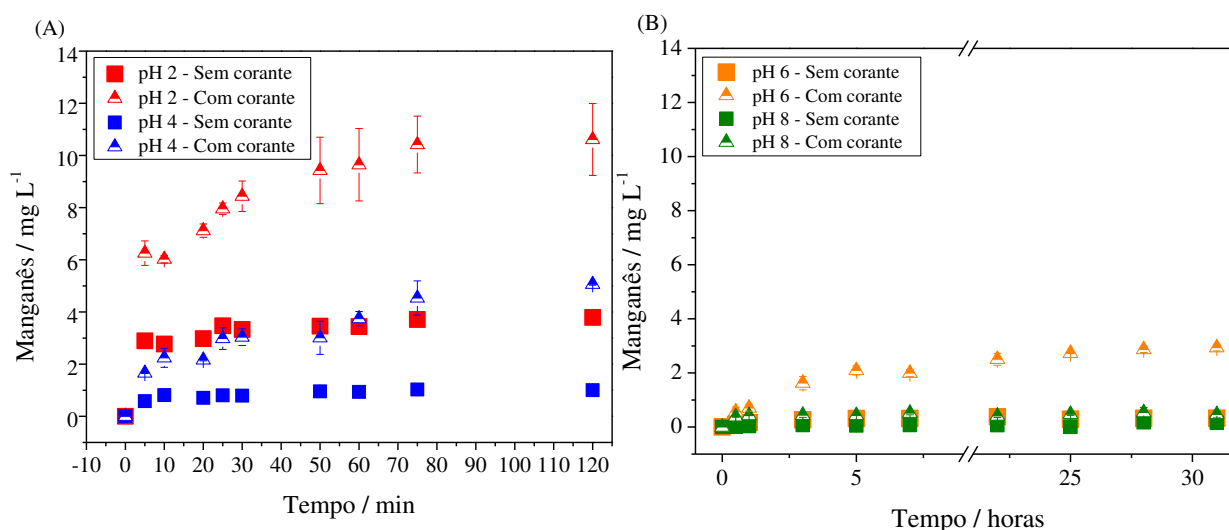 (A)
14
12
10
8
6
4
2
0
Manganês / mg L⁻¹
pH 2 - Sem corante
pH 2 - Com corante
pH 4 - Sem corante
pH 4 - Com corante
-10 0 10 20 30 40 50 60 70 80 90 100 110 120
Tempo / min
(B)
14
12
10
8
6
4
2
0
Manganês / mg L⁻¹
pH 6 - Sem corante
pH 6 - Com corante
pH 8 - Sem corante
pH 8 - Com corante
0 5 25 30
Tempo / horas